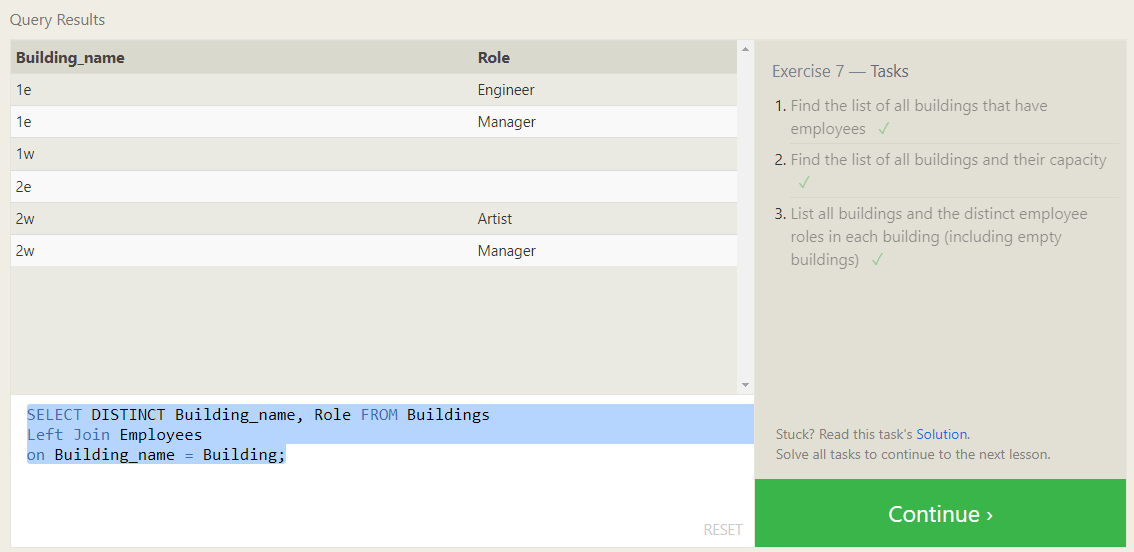 Query Results
Building_name Role
1e Engineer
1e Manager
1w
2e
2w Artist
2w Manager
SELECT DISTINCT Building_name, Role FROM Buildings
Left Join Employees
on Building_name = Building;
RESET
Exercise 7 — Tasks
1. Find the list of all buildings that have
employees ✓
2. Find the list of all buildings and their capacity
✓
3. List all buildings and the distinct employee
roles in each building (including empty
buildings) ✓
Stuck? Read this task's Solution.
Solve all tasks to continue to the next lesson.
Continue ›